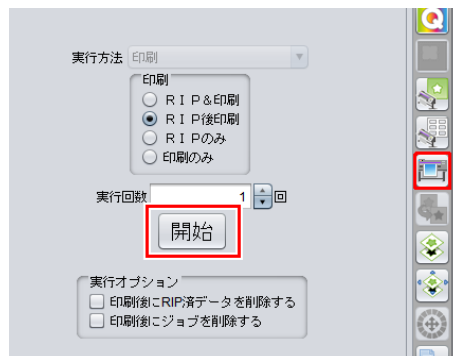 実行方法 印刷
印刷
ＲＩＰ&印刷
ＲＩＰ後印刷
ＲＩＰのみ
印刷のみ
実行回数 1 回
開始
実行オプション
印刷後にRIP済データを削除する
印刷後にジョブを削除する